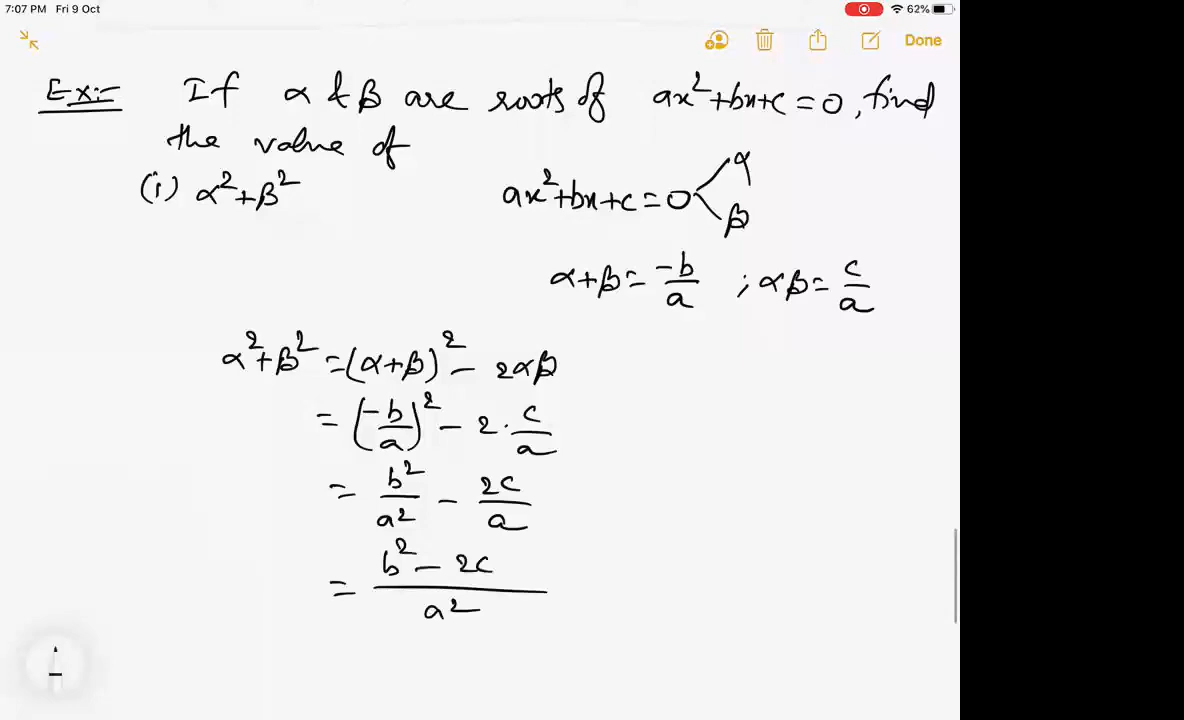 7:07 PM Fri 9 Oct 62%
Done
Ex:- If α & β are roots of ax²+bx+c=0, find
the value of
(i) α²+β²
ax²+bx+c=0 < α β
α+β = -b/a ; αβ = c/a
α²+β² = (α+β)² - 2αβ
= (-b/a)² - 2·c/a
= b²/a² - 2c/a
= (b² - 2c)/a²